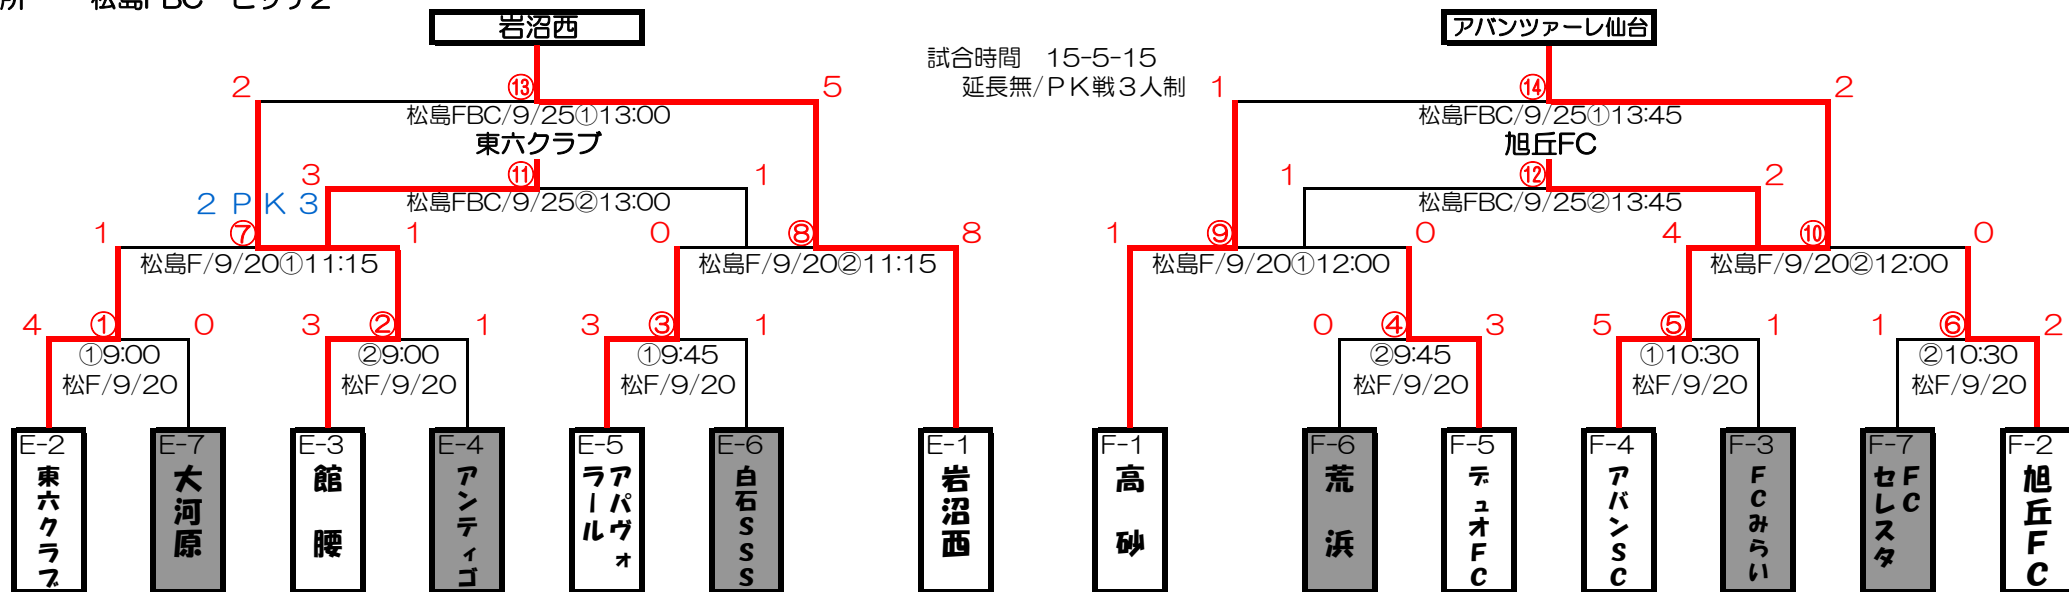 所　　松島FBC　ピッチ2
岩沼西
アバンツァーレ仙台
試合時間　15-5-15
延長無/PK戦3人制
2 ⑬ 5
松島FBC/9/25①13:00
1 ⑭ 2
松島FBC/9/25①13:45
東六クラブ
3 ⑪ 1
松島FBC/9/25②13:00
旭丘FC
1 ⑫ 2
松島FBC/9/25②13:45
2 PK 3
1 ⑦ 1
松島F/9/20①11:15
0 ⑧ 8
松島F/9/20②11:15
1 ⑨ 0
松島F/9/20①12:00
4 ⑩ 0
松島F/9/20②12:00
4 ① 0
①9:00
松F/9/20
3 ② 1
②9:00
松F/9/20
3 ③ 1
①9:45
松F/9/20
0 ④ 3
②9:45
松F/9/20
5 ⑤ 1
①10:30
松F/9/20
1 ⑥ 2
②10:30
松F/9/20
E-2
東六クラブ
E-7
大河原
E-3
館腰
E-4
アンティゴ
E-5
アパヴォ
ラール
E-6
白石SSS
E-1
岩沼西
F-1
高砂
F-6
荒浜
F-5
デュオFC
F-4
アバンSC
F-3
FCみらい
F-7
FC
セレスタ
F-2
旭丘FC